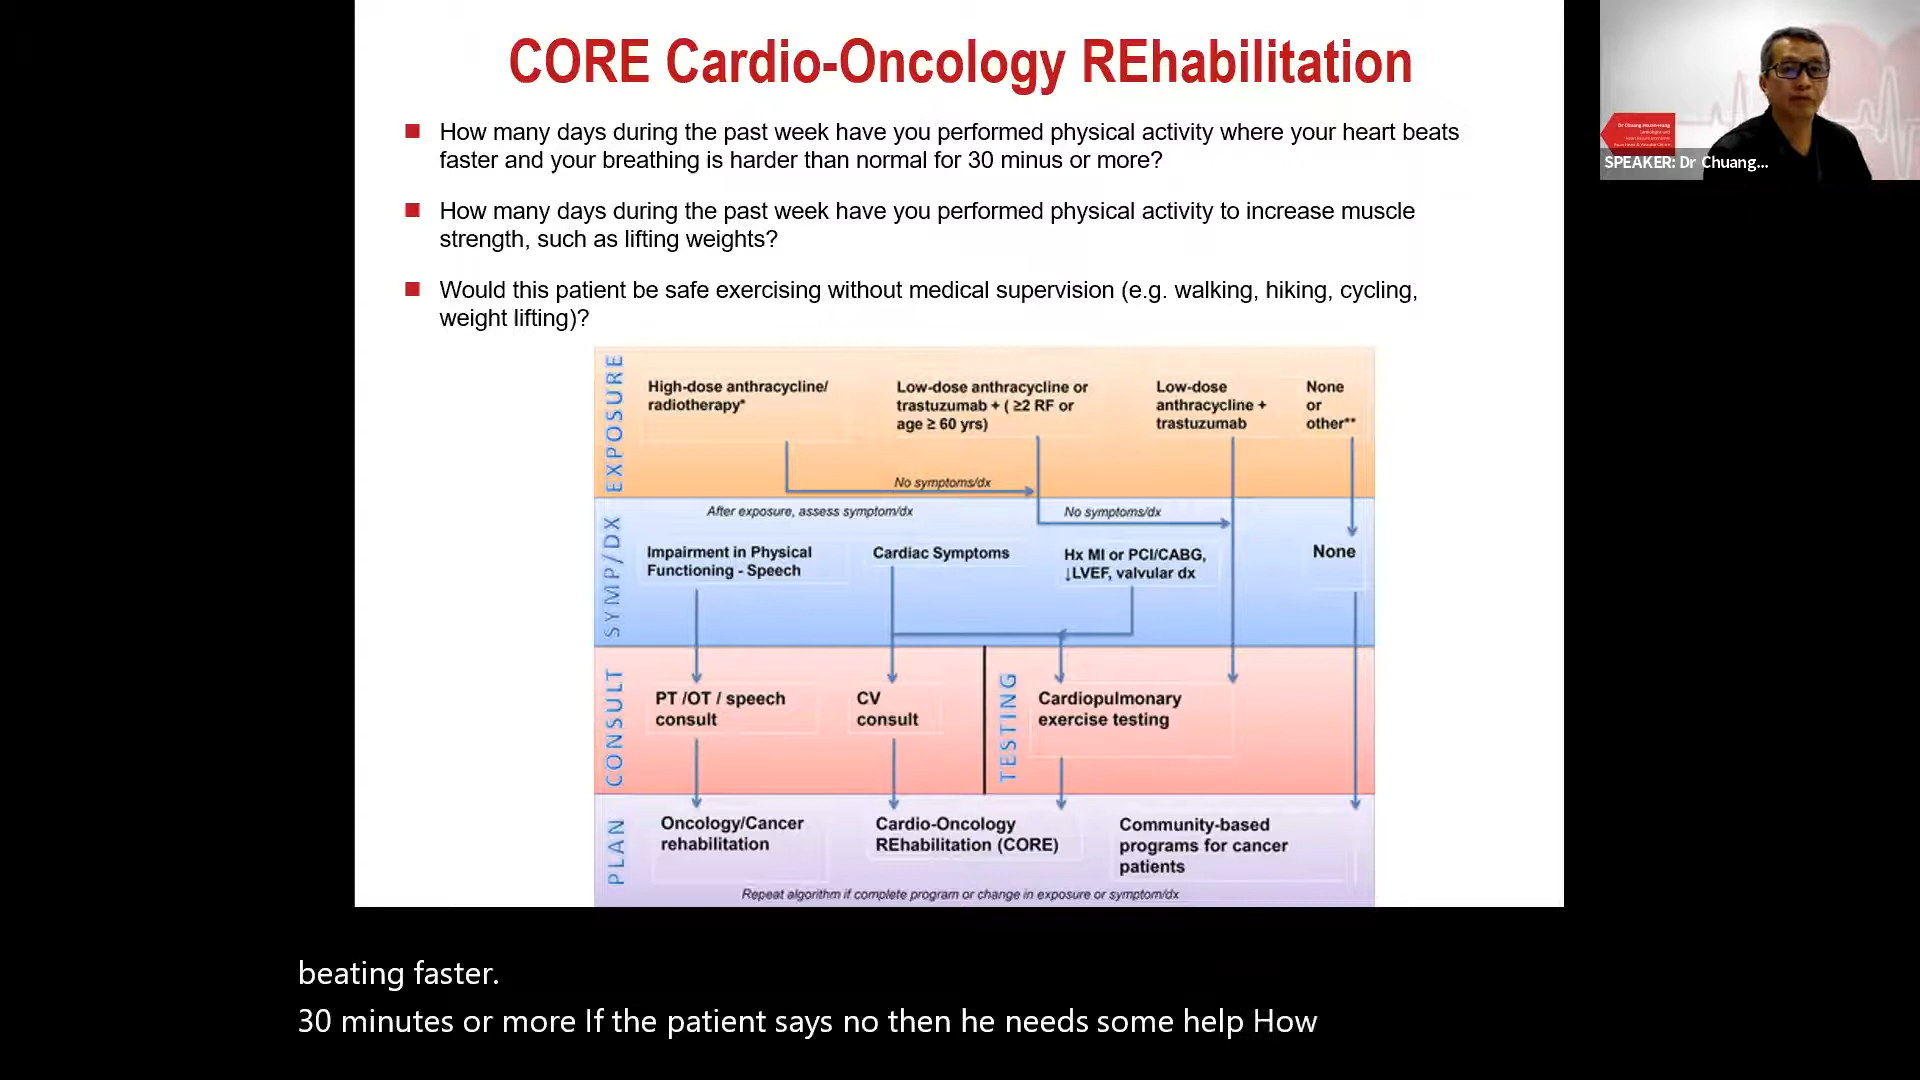 CORE Cardio-Oncology REhabilitation
How many days during the past week have you performed physical activity where your heart beats
faster and your breathing is harder than normal for 30 minus or more?
How many days during the past week have you performed physical activity to increase muscle
strength, such as lifting weights?
Would this patient be safe exercising without medical supervision (e.g. walking, hiking, cycling,
weight lifting)?
EXPOSURE
High-dose anthracycline/
radiotherapy*
Low-dose anthracycline or
trastuzumab + ( ≥2 RF or
age ≥ 60 yrs)
Low-dose
anthracycline +
trastuzumab
None
or
other**
No symptoms/dx
SYMP/DX
After exposure, assess symptom/dx
No symptoms/dx
Impairment in Physical
Functioning - Speech
Cardiac Symptoms
Hx MI or PCI/CABG,
↓LVEF, valvular dx
None
CONSULT
PT /OT / speech
consult
CV
consult
TESTING
Cardiopulmonary
exercise testing
PLAN
Oncology/Cancer
rehabilitation
Cardio-Oncology
REhabilitation (CORE)
Community-based
programs for cancer
patients
Repeat algorithm if complete program or change in exposure or symptom/dx
SPEAKER: Dr Chuang...
beating faster.
30 minutes or more If the patient says no then he needs some help How